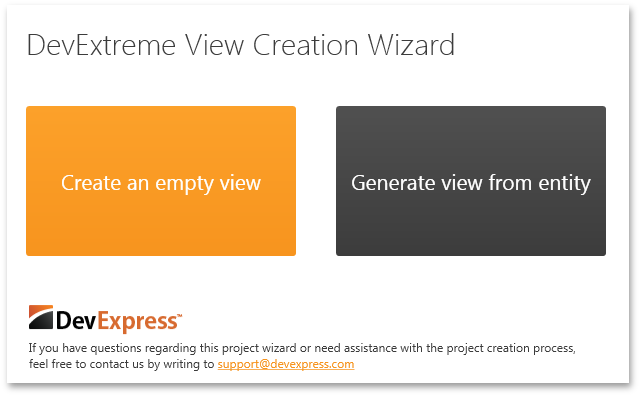 DevExtreme View Creation Wizard
Create an empty view
Generate view from entity
DevExpress™
If you have questions regarding this project wizard or need assistance with the project creation process,
feel free to contact us by writing to support@devexpress.com